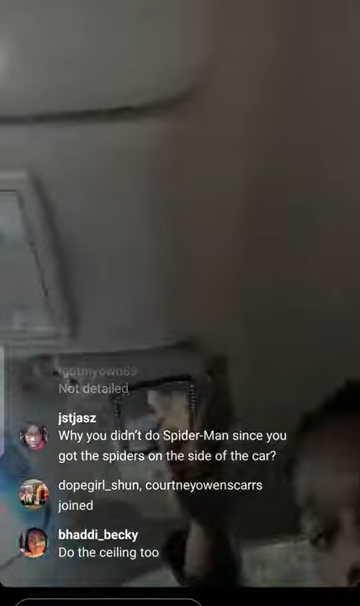 Not detailed
jstjasz
Why you didn't do Spider-Man since you
got the spiders on the side of the car?
dopegirl_shun, courtneyowenscarrs
joined
bhaddi_becky
Do the ceiling too